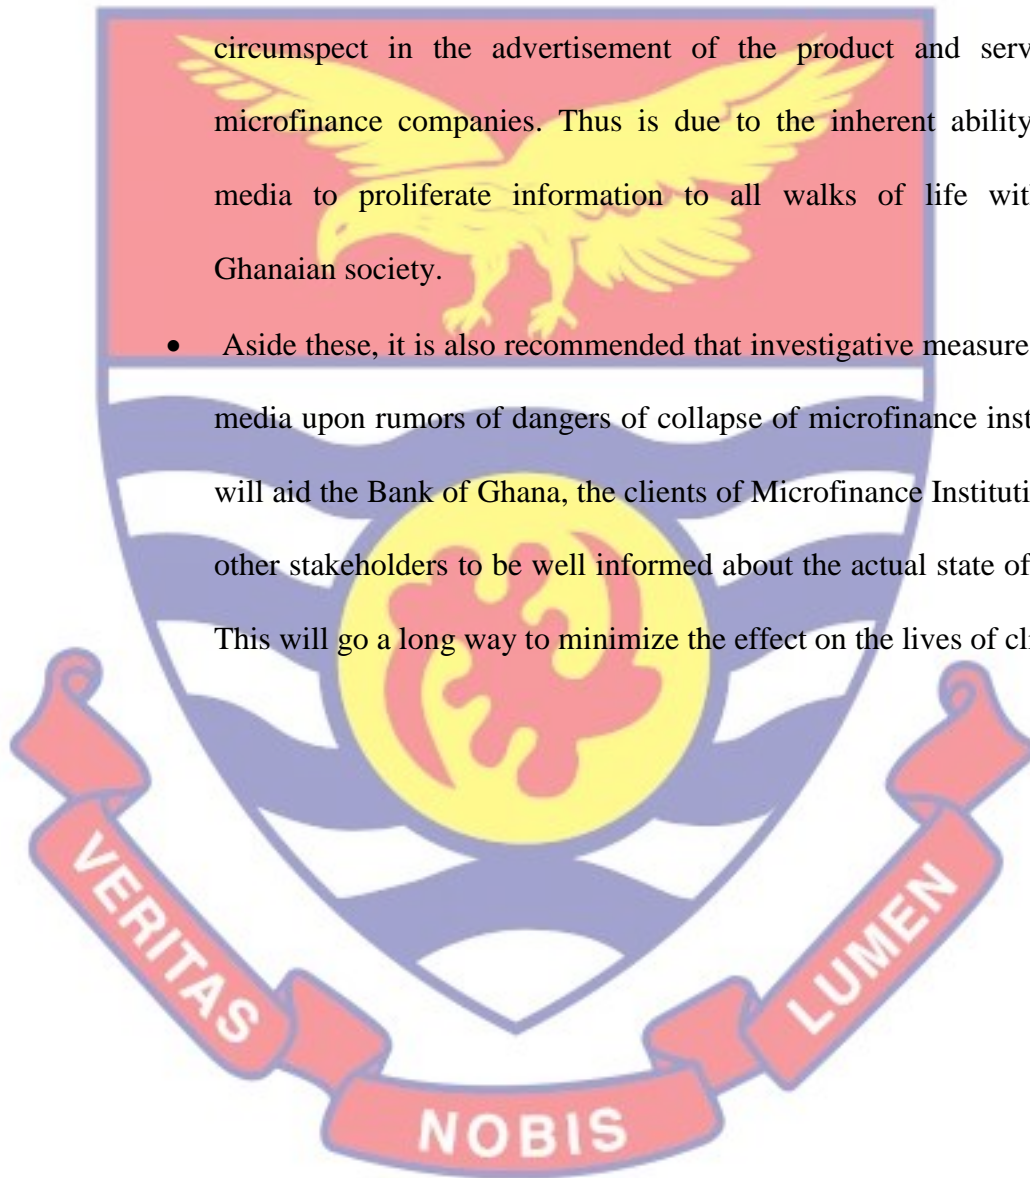 circumspect in the advertisement of the product and serv
microfinance companies. Thus is due to the inherent ability
media to proliferate information to all walks of life wit
Ghanaian society.
• Aside these, it is also recommended that investigative measure
media upon rumors of dangers of collapse of microfinance inst
will aid the Bank of Ghana, the clients of Microfinance Instituti
other stakeholders to be well informed about the actual state of
This will go a long way to minimize the effect on the lives of cli
VERITAS
NOBIS
LUMEN